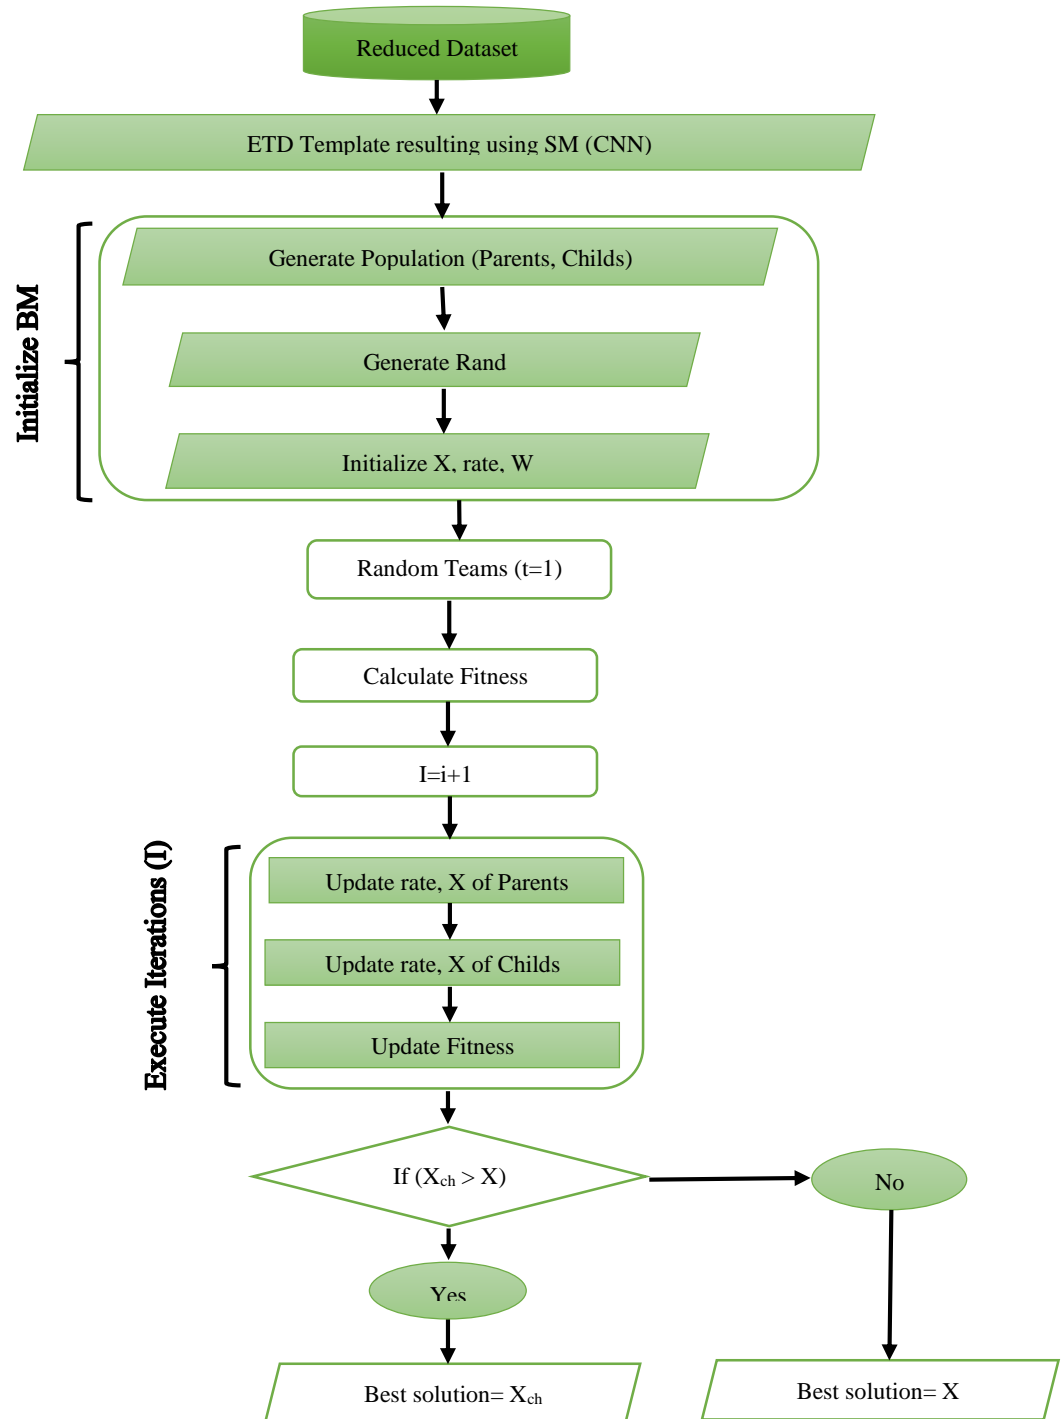 Reduced Dataset
ETD Template resulting using SM (CNN)
Initialize BM
Generate Population (Parents, Childs)
Generate Rand
Initialize X, rate, W
Random Teams (t=1)
Calculate Fitness
I=i+1
Execute Iterations (I)
Update rate, X of Parents
Update rate, X of Childs
Update Fitness
If (Xch > X)
No
Yes
Best solution= Xch
Best solution= X